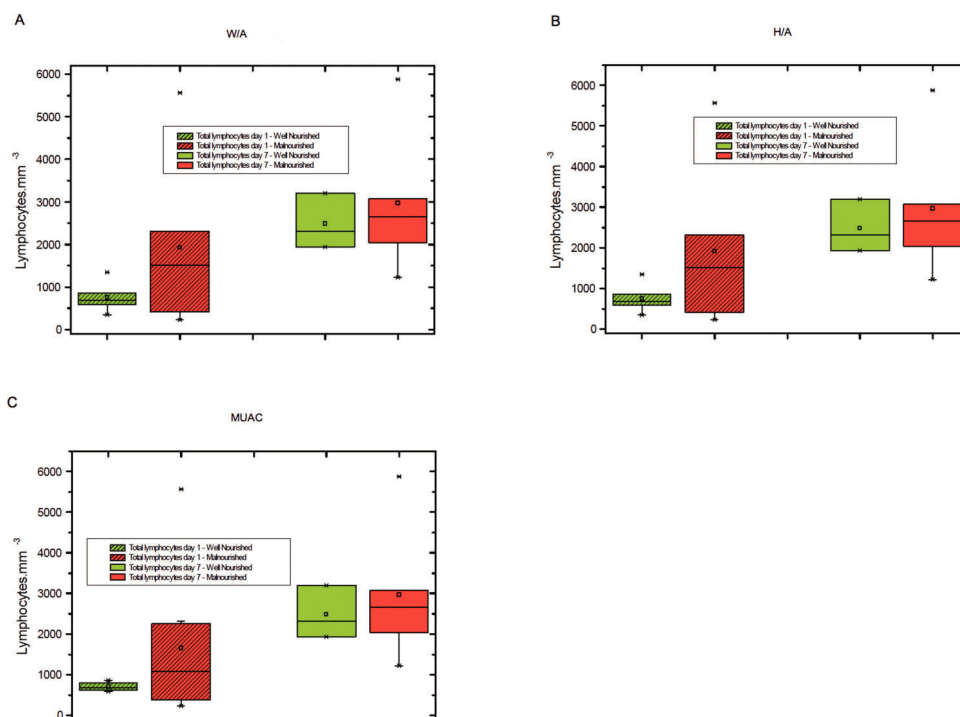 A
W/A
6000
5000
4000
3000
2000
1000
0
Lymphocytes.mm -3
Total lymphocytes day 1 - Well Nourished
Total lymphocytes day 1 - Malnourished
Total lymphocytes day 7 - Well Nourished
Total lymphocytes day 7 - Malnourished
B
H/A
6000
5000
4000
3000
2000
1000
0
Lymphocytes.mm -3
Total lymphocytes day 1 - Well Nourished
Total lymphocytes day 1 - Malnourished
Total lymphocytes day 7 - Well Nourished
Total lymphocytes day 7 - Malnourished
C
MUAC
6000
5000
4000
3000
2000
1000
0
Lymphocytes.mm -3
Total lymphocytes day 1 - Well Nourished
Total lymphocytes day 1 - Malnourished
Total lymphocytes day 7 - Well Nourished
Total lymphocytes day 7 - Malnourished